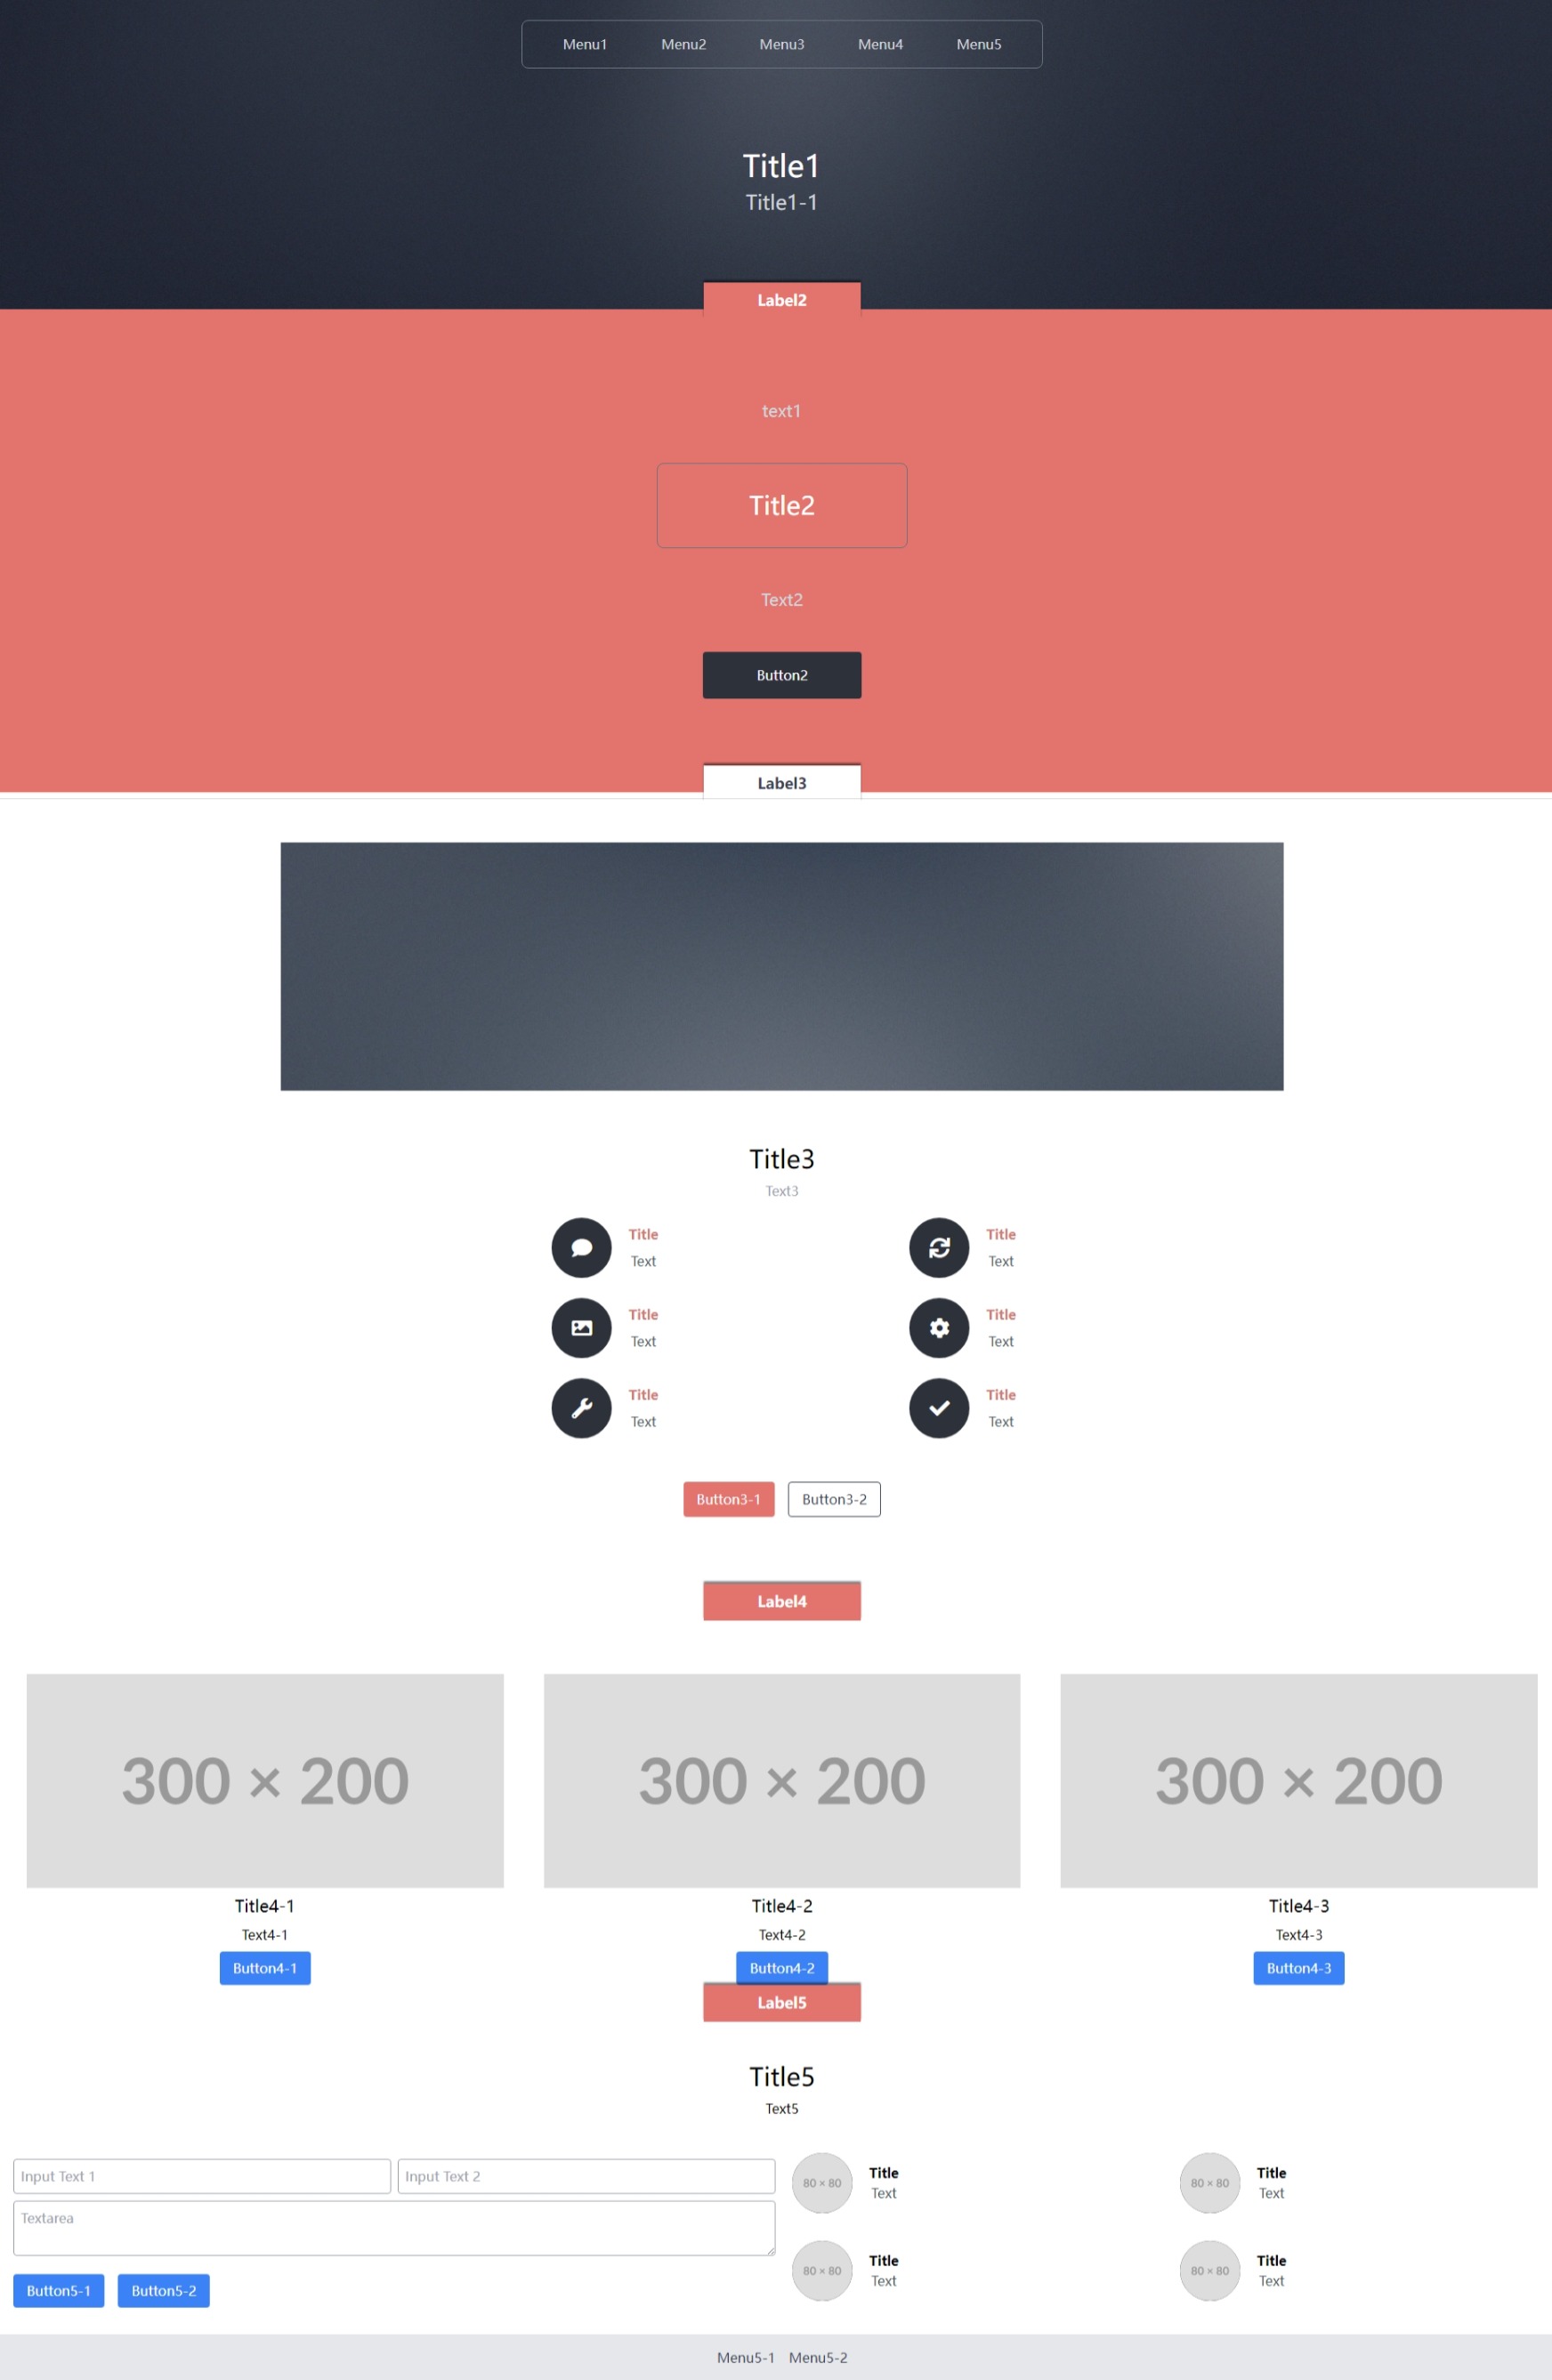 Menu1 Menu2 Menu3 Menu4 Menu5
Title1
Title1-1
Label2
text1
Title2
Text2
Button2
Label3
Title3
Text3
Title
Text
Title
Text
Title
Text
Title
Text
Title
Text
Title
Text
Button3-1 Button3-2
Label4
300 × 200
300 × 200
300 × 200
Title4-1
Text4-1
Button4-1
Title4-2
Text4-2
Button4-2
Title4-3
Text4-3
Button4-3
Label5
Title5
Text5
Input Text 1
Input Text 2
Textarea
Button5-1 Button5-2
80 × 80
Title
Text
80 × 80
Title
Text
80 × 80
Title
Text
80 × 80
Title
Text
Menu5-1 Menu5-2